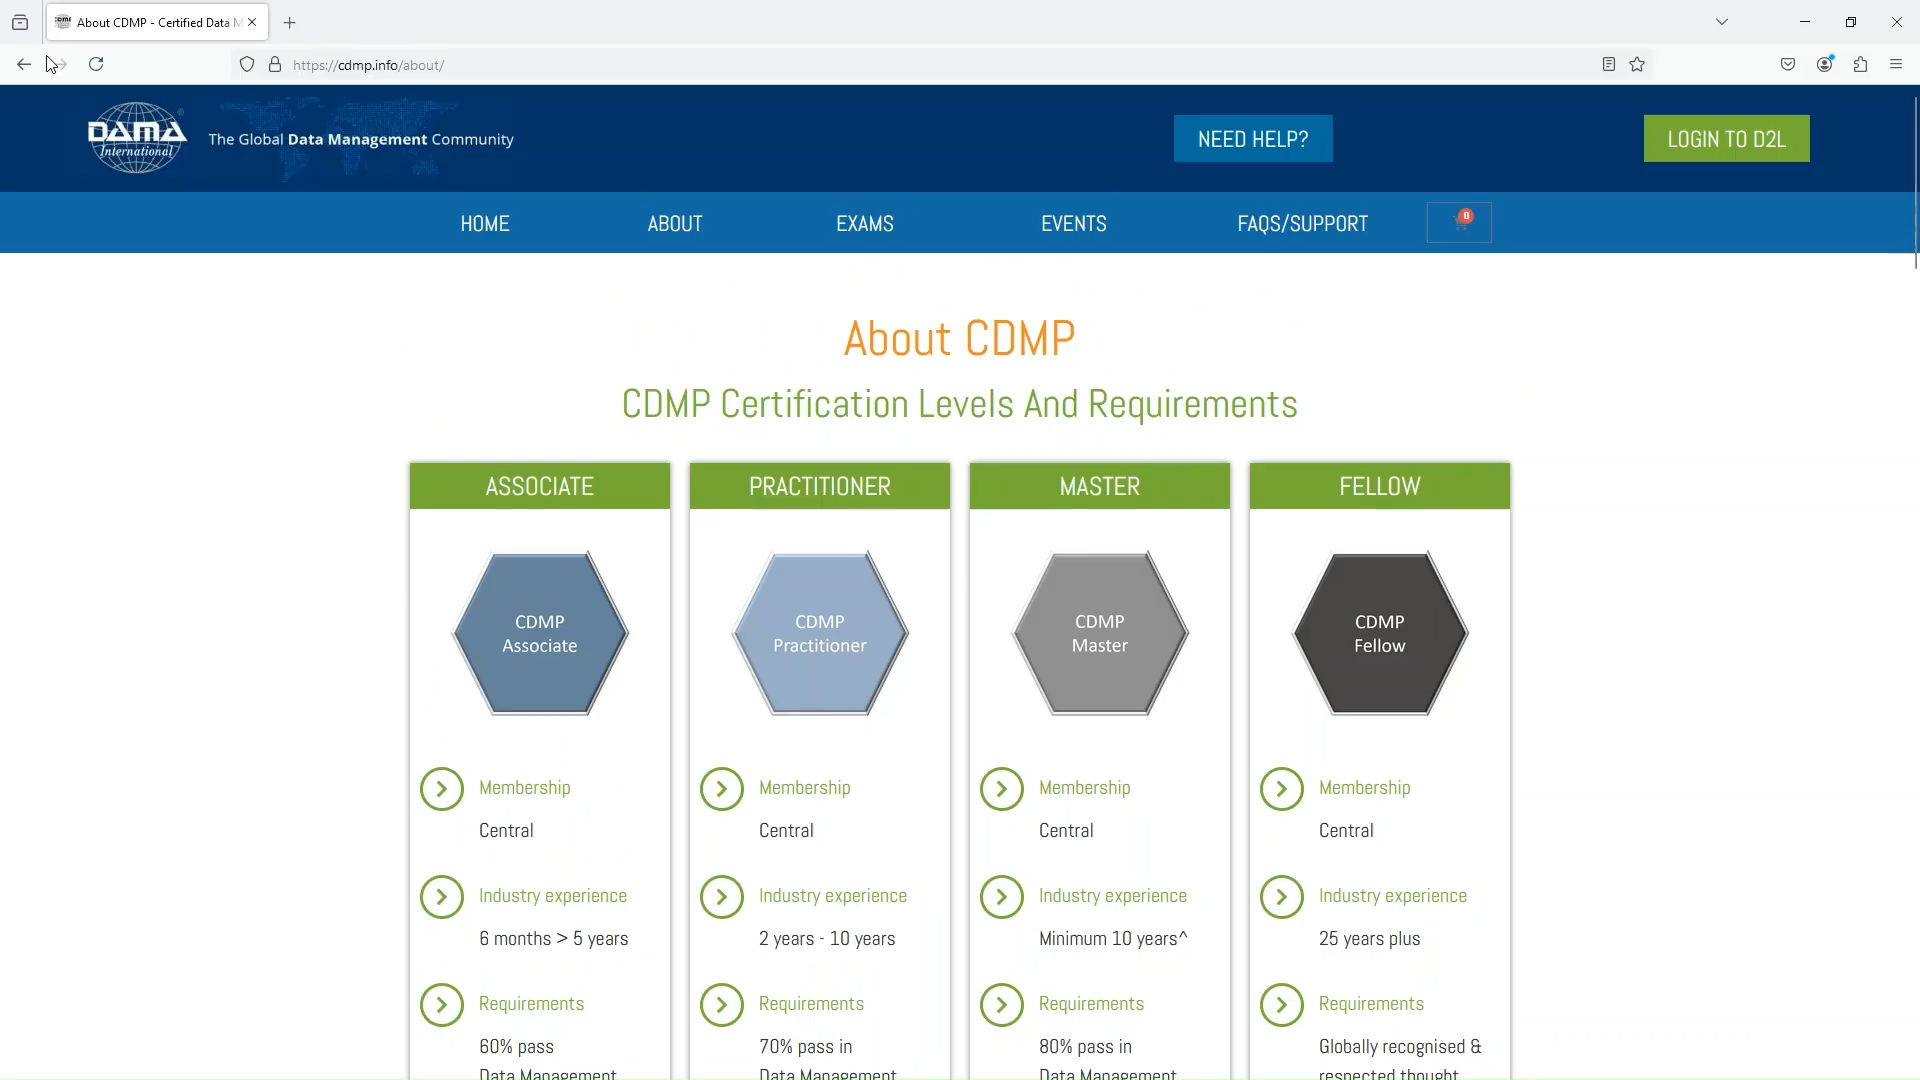 About CDMP - Certified Data M
https://cdmp.info/about/
DAMA
International
®
The Global Data Management Community
NEED HELP?
LOGIN TO D2L
HOME
ABOUT
EXAMS
EVENTS
FAQS/SUPPORT
0
About CDMP
CDMP Certification Levels And Requirements
ASSOCIATE
CDMP
Associate
Membership
Central
Industry experience
6 months > 5 years
Requirements
60% pass
Data Management
PRACTITIONER
CDMP
Practitioner
Membership
Central
Industry experience
2 years - 10 years
Requirements
70% pass in
Data Management
MASTER
CDMP
Master
Membership
Central
Industry experience
Minimum 10 years^
Requirements
80% pass in
Data Management
FELLOW
CDMP
Fellow
Membership
Central
Industry experience
25 years plus
Requirements
Globally recognised &
respected thought